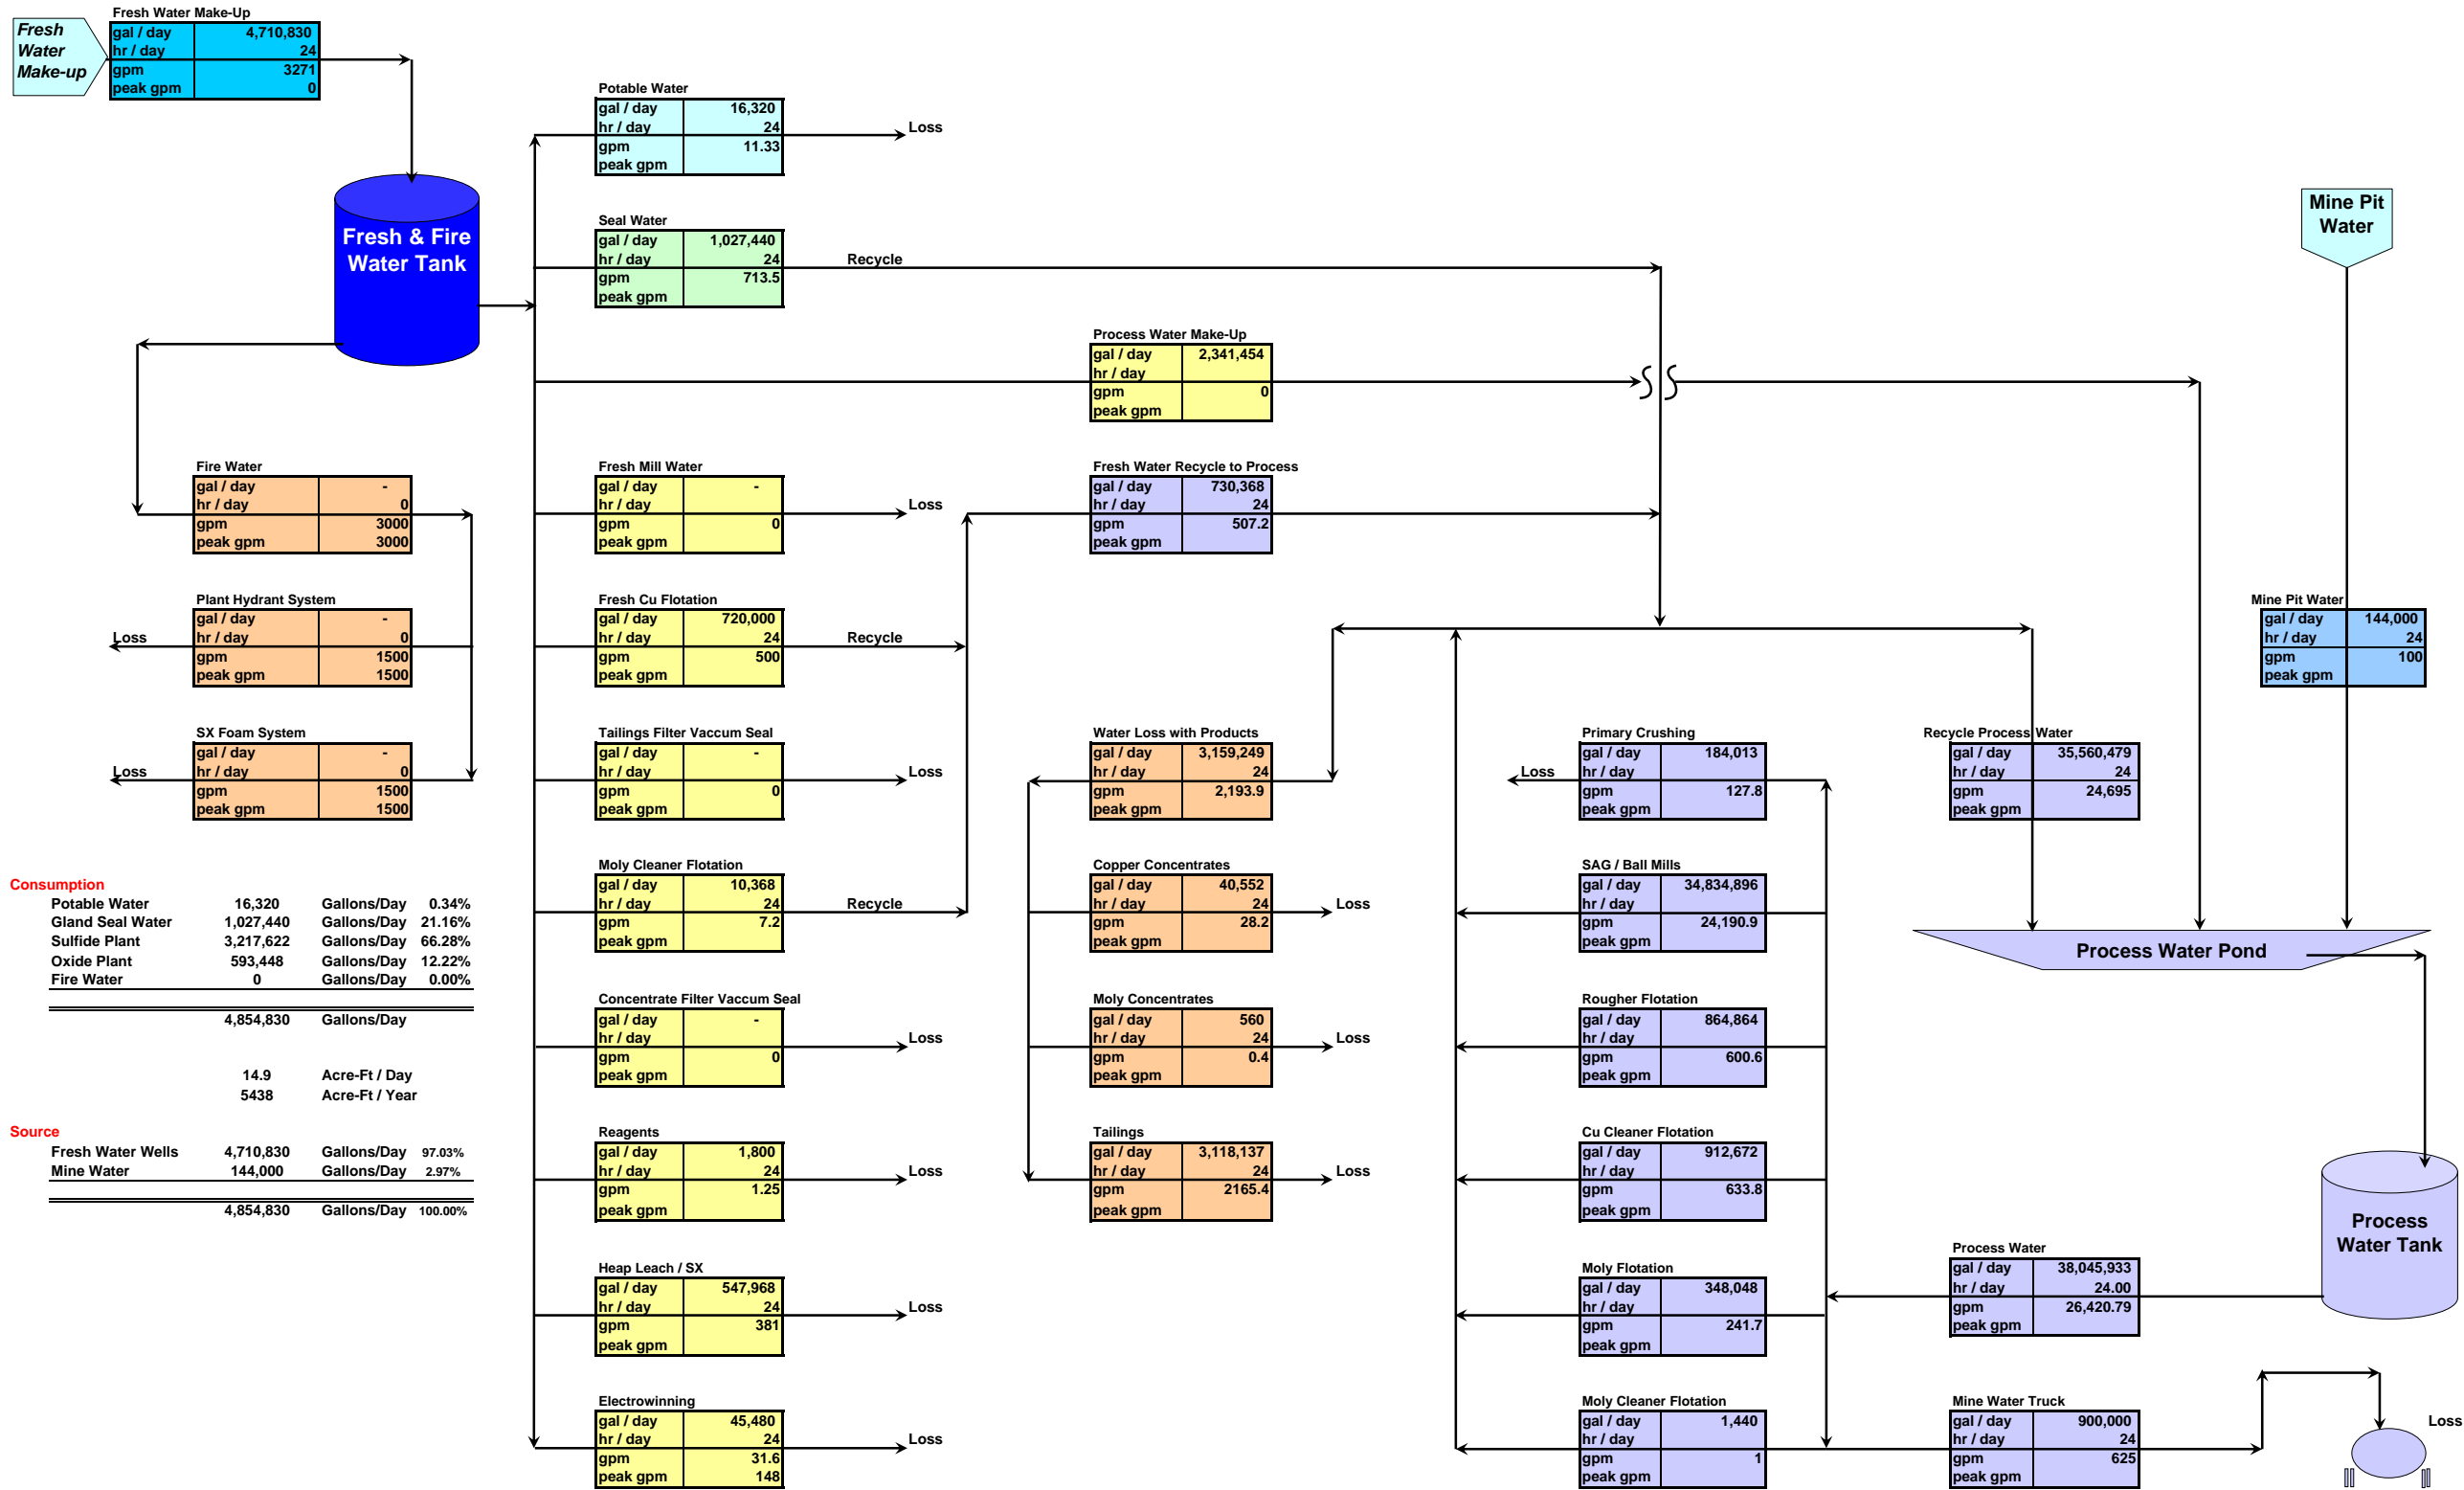 Fresh Water Make-Up
Fresh
Water
Make-up
gal / day 4,710,830
hr / day 24
gpm 3271
peak gpm 0
Potable Water
gal / day 16,320
hr / day 24
gpm 11.33
peak gpm
Loss
Fresh & Fire
Water Tank
Seal Water
gal / day 1,027,440
hr / day 24
gpm 713.5
peak gpm
Recycle
Mine Pit
Water
Process Water Make-Up
gal / day 2,341,454
hr / day
gpm 0
peak gpm
Fire Water
gal / day -
hr / day 0
gpm 3000
peak gpm 3000
Fresh Mill Water
gal / day -
hr / day
gpm 0
peak gpm
Loss
Fresh Water Recycle to Process
gal / day 730,368
hr / day 24
gpm 507.2
peak gpm
Plant Hydrant System
gal / day -
hr / day 0
gpm 1500
peak gpm 1500
Loss
Fresh Cu Flotation
gal / day 720,000
hr / day 24
gpm 500
peak gpm
Recycle
Mine Pit Water
gal / day 144,000
hr / day 24
gpm 100
peak gpm
SX Foam System
gal / day -
hr / day 0
gpm 1500
peak gpm 1500
Loss
Tailings Filter Vaccum Seal
gal / day -
hr / day
gpm 0
peak gpm
Loss
Water Loss with Products
gal / day 3,159,249
hr / day 24
gpm 2,193.9
peak gpm
Primary Crushing
gal / day 184,013
hr / day
gpm 127.8
peak gpm
Loss
Recycle Process Water
gal / day 35,560,479
hr / day 24
gpm 24,695
peak gpm
Moly Cleaner Flotation
gal / day 10,368
hr / day 24
gpm 7.2
peak gpm
Recycle
Copper Concentrates
gal / day 40,552
hr / day 24
gpm 28.2
peak gpm
Loss
SAG / Ball Mills
gal / day 34,834,896
hr / day
gpm 24,190.9
peak gpm
Process Water Pond
Consumption
Potable Water 16,320 Gallons/Day 0.34%
Gland Seal Water 1,027,440 Gallons/Day 21.16%
Sulfide Plant 3,217,622 Gallons/Day 66.28%
Oxide Plant 593,448 Gallons/Day 12.22%
Fire Water 0 Gallons/Day 0.00%
4,854,830 Gallons/Day
14.9 Acre-Ft / Day
5438 Acre-Ft / Year
Source
Fresh Water Wells 4,710,830 Gallons/Day 97.03%
Mine Water 144,000 Gallons/Day 2.97%
4,854,830 Gallons/Day 100.00%
Concentrate Filter Vaccum Seal
gal / day -
hr / day
gpm 0
peak gpm
Loss
Moly Concentrates
gal / day 560
hr / day 24
gpm 0.4
peak gpm
Loss
Rougher Flotation
gal / day 864,864
hr / day
gpm 600.6
peak gpm
Reagents
gal / day 1,800
hr / day 24
gpm 1.25
peak gpm
Loss
Tailings
gal / day 3,118,137
hr / day 24
gpm 2165.4
peak gpm
Loss
Cu Cleaner Flotation
gal / day 912,672
hr / day
gpm 633.8
peak gpm
Process
Water Tank
Heap Leach / SX
gal / day 547,968
hr / day 24
gpm 381
peak gpm
Loss
Moly Flotation
gal / day 348,048
hr / day
gpm 241.7
peak gpm
Process Water
gal / day 38,045,933
hr / day 24.00
gpm 26,420.79
peak gpm
Electrowinning
gal / day 45,480
hr / day 24
gpm 31.6
peak gpm 148
Loss
Moly Cleaner Flotation
gal / day 1,440
hr / day
gpm 1
peak gpm
Mine Water Truck
gal / day 900,000
hr / day 24
gpm 625
peak gpm
Loss